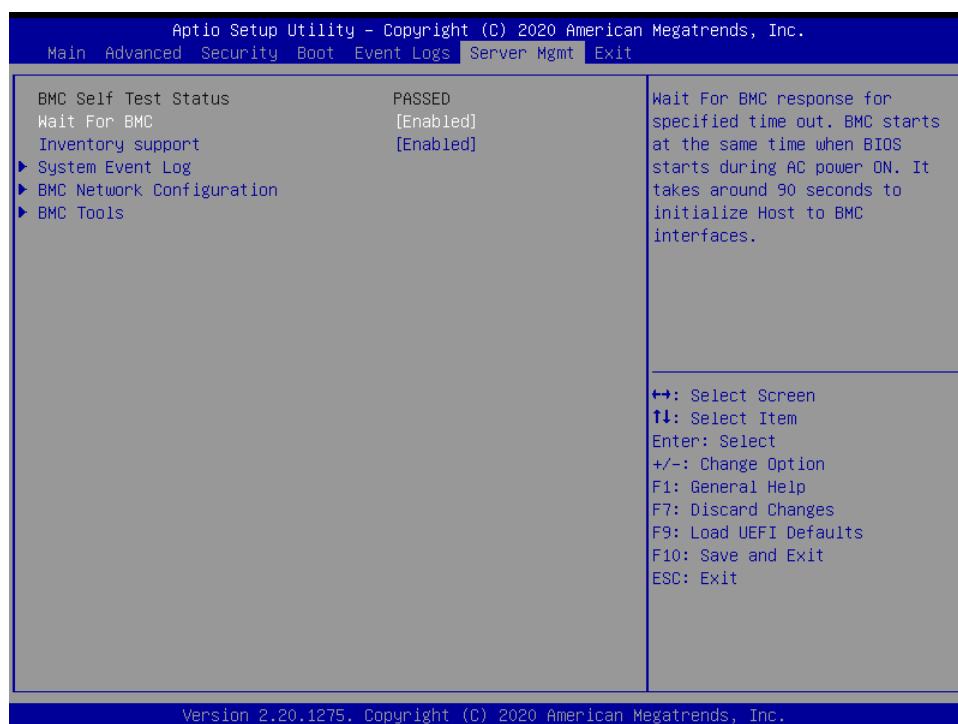 Aptio Setup Utility – Copyright (C) 2020 American Megatrends, Inc.
Main Advanced Security Boot Event Logs Server Mgmt Exit
BMC Self Test Status PASSED
Wait For BMC [Enabled]
Inventory support [Enabled]
System Event Log
BMC Network Configuration
BMC Tools
Wait For BMC response for
specified time out. BMC starts
at the same time when BIOS
starts during AC power ON. It
takes around 90 seconds to
initialize Host to BMC
interfaces.
↔: Select Screen
↑↓: Select Item
Enter: Select
+/-: Change Option
F1: General Help
F7: Discard Changes
F9: Load UEFI Defaults
F10: Save and Exit
ESC: Exit
Version 2.20.1275. Copyright (C) 2020 American Megatrends, Inc.